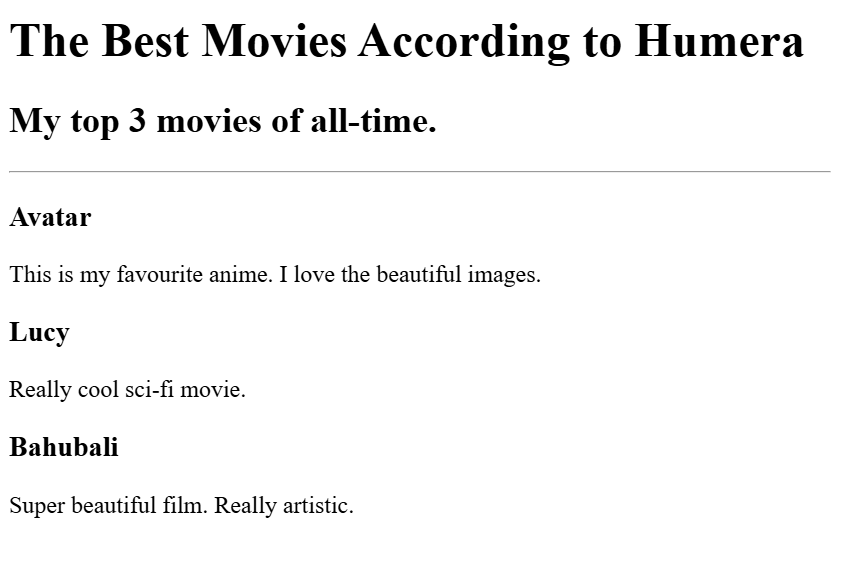 The Best Movies According to Humera
My top 3 movies of all-time.
Avatar
This is my favourite anime. I love the beautiful images.
Lucy
Really cool sci-fi movie.
Bahubali
Super beautiful film. Really artistic.